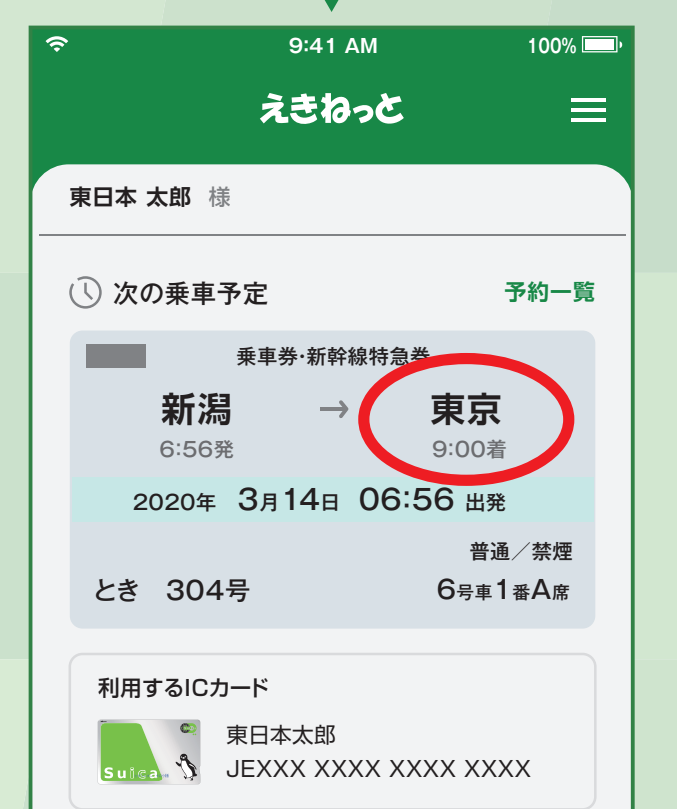 9:41 AM 100%
えきねっと
東日本 太郎 様
次の乗車予定 予約一覧
乗車券・新幹線特急券
新潟 → 東京
6:56発 9:00着
2020年 3月14日 06:56 出発
普通／禁煙
とき 304号 6号車1番A席
利用するICカード
東日本太郎
Suica JEXXX XXXX XXXX XXXX